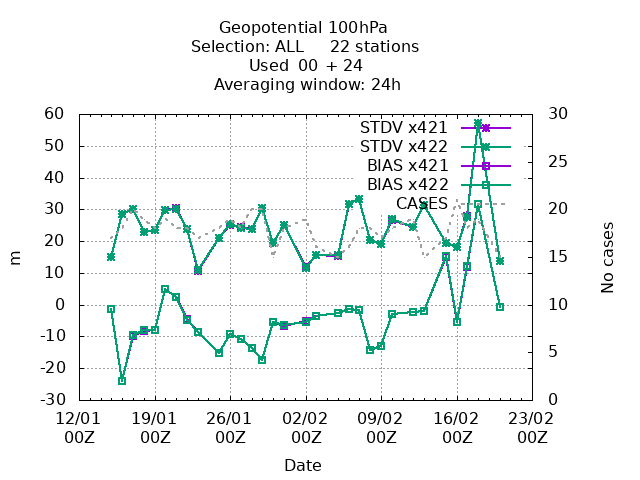 Geopotential 100hPa
Selection: ALL     22 stations
Used  00  + 24
Averaging window: 24h
60 30
STDV x421
50 25
STDV x422
40
BIAS x421
BIAS x422
30 20
CASES
20 15
10
0 10
-10
-20 5
-30 0
m
No cases
12/01 19/01 26/01 02/02 09/02 16/02 23/02
00Z 00Z 00Z 00Z 00Z 00Z 00Z
Date